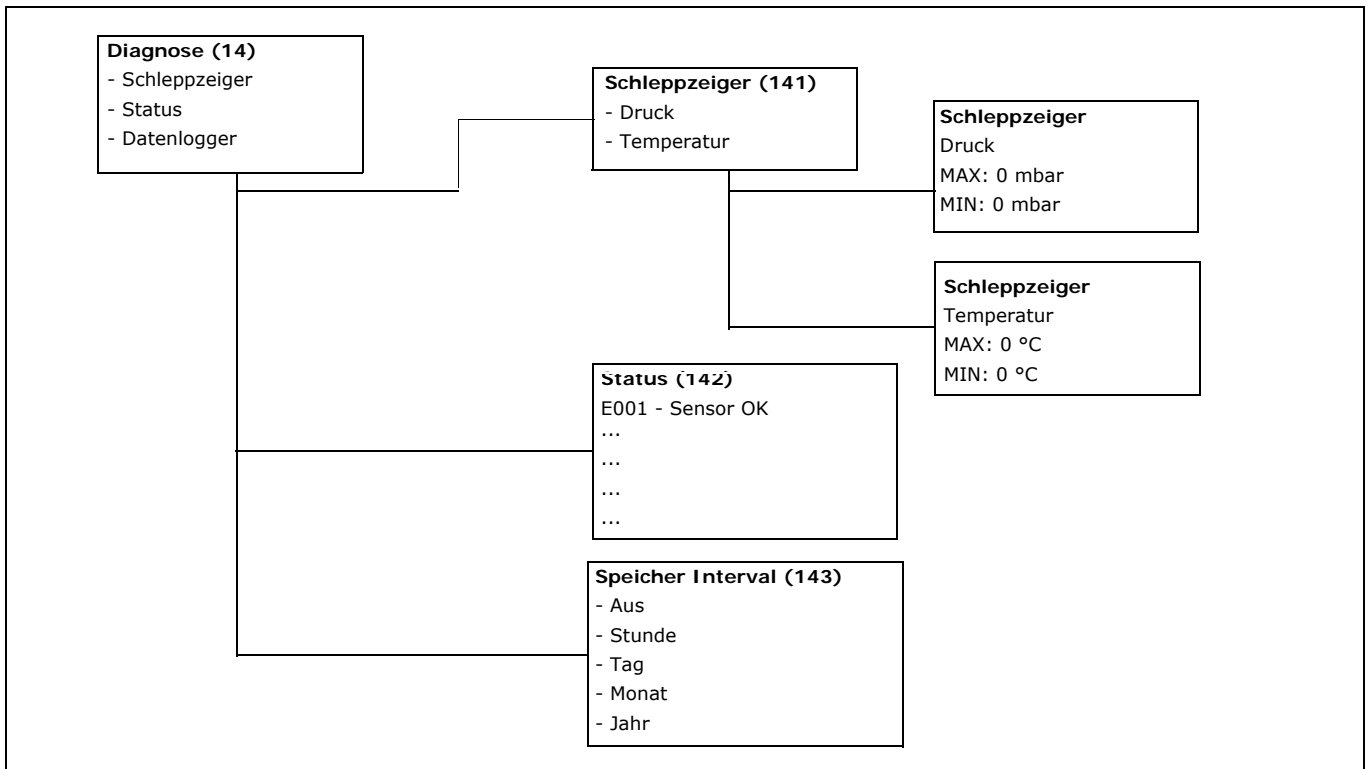 Diagnose (14)
- Schleppzeiger
- Status
- Datenlogger
Schleppzeiger (141)
- Druck
- Temperatur
Schleppzeiger
Druck
MAX: 0 mbar
MIN: 0 mbar
Schleppzeiger
Temperatur
MAX: 0 °C
MIN: 0 °C
Status (142)
E001 - Sensor OK
...
...
...
...
Speicher Interval (143)
- Aus
- Stunde
- Tag
- Monat
- Jahr